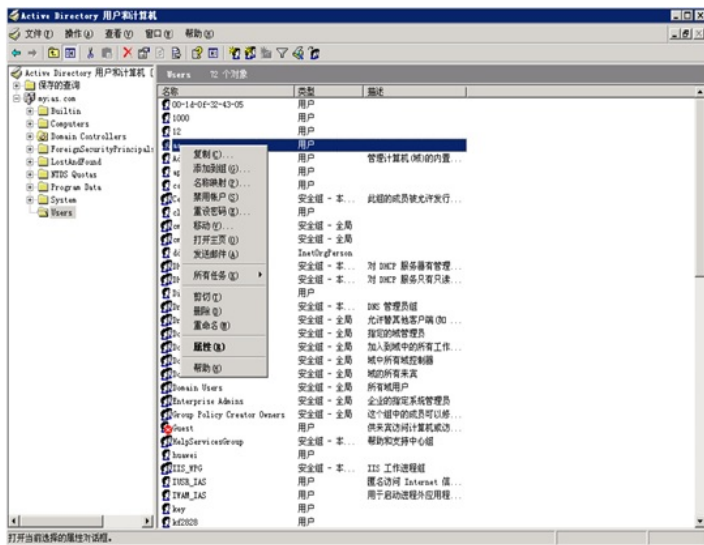 Active Directory 用户和计算机
文件(F) 操作(A) 查看(V) 窗口(W) 帮助(H)
Active Directory 用户和计算机 [
保存的查询
Builtin
Computers
Domain Controllers
ForeignSecurityPrincipals
LostAndFound
NTDS Quotas
Program Data
System
Users
Users 72 个对象
名称 类型 描述
00-1d-0f-32-43-05 用户
1000 用户
12 用户
用户
用户 管理计算机(域)的内置...
用户
用户
安全组 - 本... 此组的成员被允许发行...
用户
安全组 - 全局
安全组 - 全局
InetOrgPerson
安全组 - 本... 对 DHCP 服务器有管理...
安全组 - 本... 对 DHCP 服务只有只读...
用户
安全组 - 本... DNS 管理员组
安全组 - 全局 允许替其他客户端(如 ...
安全组 - 全局 指定的域管理员
安全组 - 全局 加入到域中的所有工作...
安全组 - 全局 域中所有域控制器
安全组 - 全局 域的所有来宾
Domain Users 安全组 - 全局 所有域用户
Enterprise Admins 安全组 - 全局 企业的指定系统管理员
Group Policy Creator Owners 安全组 - 全局 这个组中的成员可以修...
Guest 用户 供来宾访问计算机或访...
HelpServicesGroup 安全组 - 本... 帮助和支持中心组
huawei 用户
IIS_WPG 安全组 - 本... IIS 工作进程组
IUSR_IAS 用户 匿名访问 Internet 信...
IWAM_IAS 用户 用于启动进程外应用程...
key 用户
kf2828 用户
复制(C)...
添加到组(G)...
名称映射(P)...
禁用帐户(S)
重设密码(E)...
移动(V)...
打开主页(O)
发送邮件(A)
所有任务(K)
剪切(T)
删除(D)
重命名(M)
属性(R)
帮助(H)
打开当前选择的属性对话框。